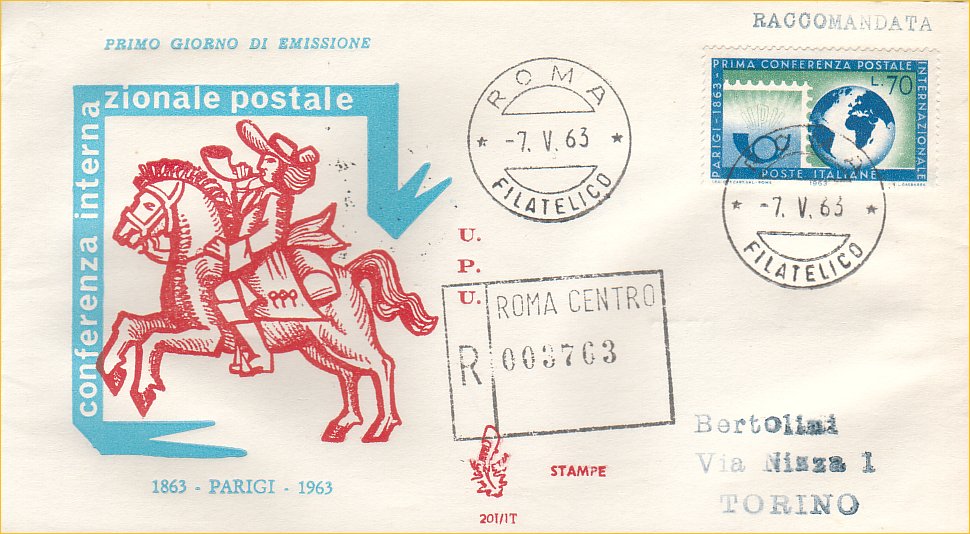 RACCOMANDATA
PRIMO GIORNO DI EMISSIONE
conferenza interna
zionale postale
ROMA
-7. V. 63
FILATELICO
PRIMA CONFERENZA POSTALE
INTERNAZIONALE
PARIGI-1863-
L.70
POSTE ITALIANE
1963
-7. V. 63
FILATELICO
U.
P.
U.
ROMA CENTRO
R
003763
Bertolini
Via Nizza 1
TORINO
STAMPE
1863 - PARIGI - 1963
201/IT